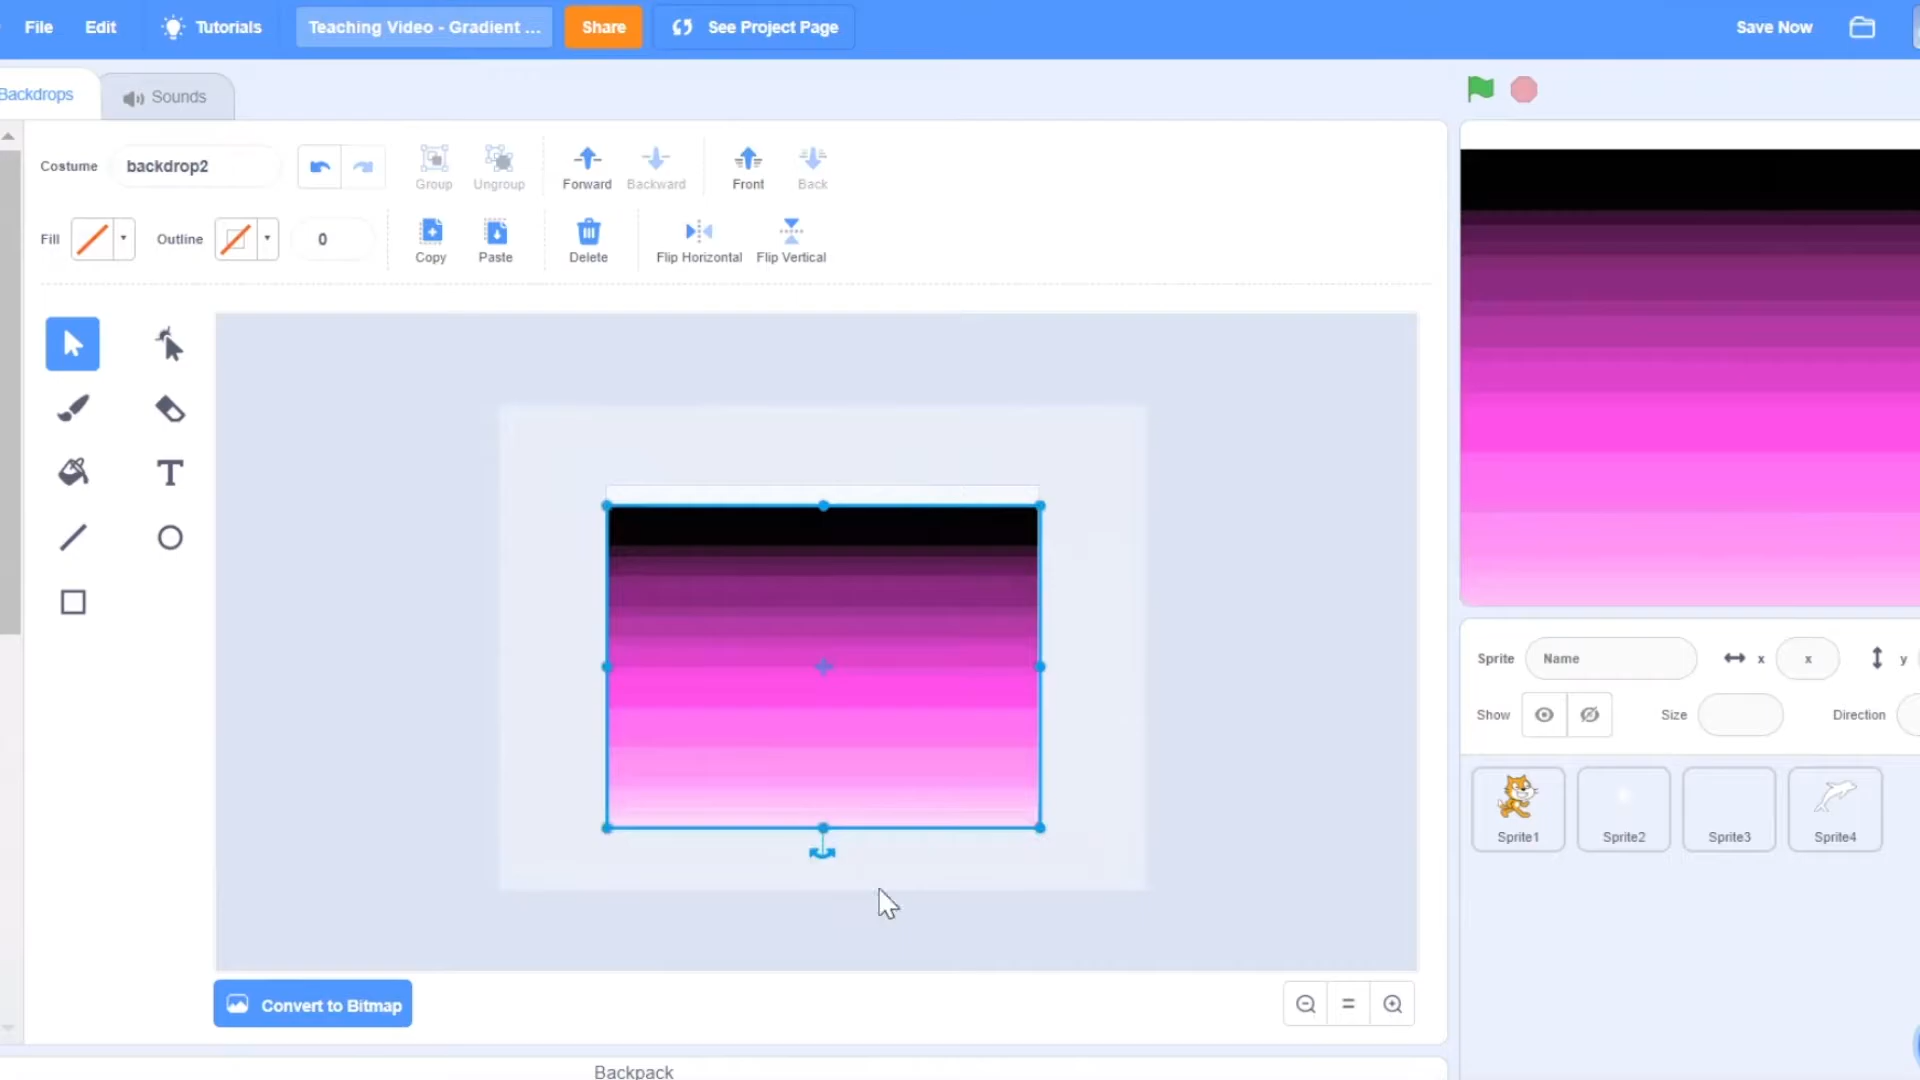 File Edit Tutorials Teaching Video - Gradient ... Share See Project Page Save Now
Backdrops Sounds
Costume backdrop2 Group Ungroup Forward Backward Front Back
Fill Outline 0 Copy Paste Delete Flip Horizontal Flip Vertical
T
Sprite Name x x y
Show Size Direction
Sprite1 Sprite2 Sprite3 Sprite4
Convert to Bitmap
Backpack